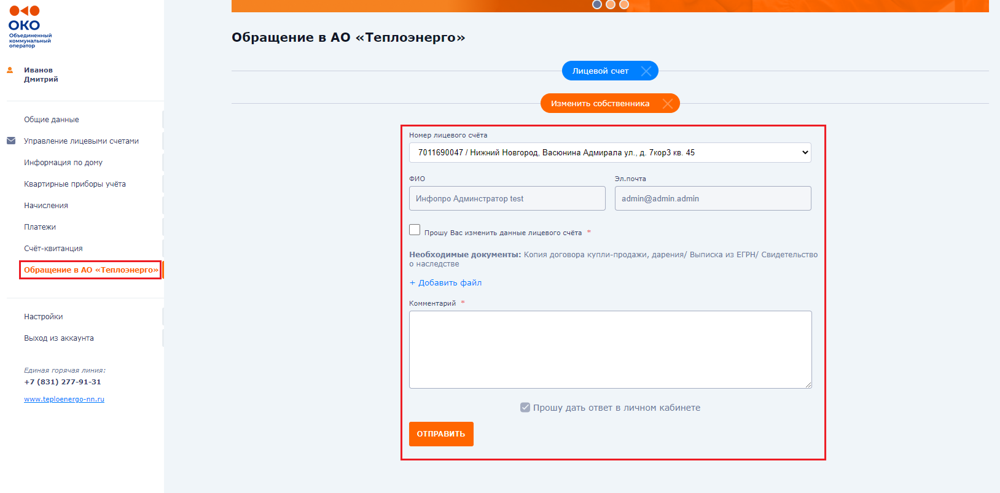 ОКО
Объединенный
коммунальный
оператор
Иванов
Дмитрий
Общие данные
Управление лицевыми счетами
Информация по дому
Квартирные приборы учёта
Начисления
Платежи
Счёт-квитанция
Обращение в АО «Теплоэнерго»
Настройки
Выход из аккаунта
Единая горячая линия:
+7 (831) 277-91-31
www.teploenergo-nn.ru
Обращение в АО «Теплоэнерго»
Лицевой счет
Изменить собственника
Номер лицевого счёта
7011690047 / Нижний Новгород, Васюнина Адмирала ул., д. 7кор3 кв. 45
ФИО
Эл.почта
Инфопро Админстратор test
admin@admin.admin
Прошу Вас изменить данные лицевого счёта *
Необходимые документы: Копия договора купли-продажи, дарения/ Выписка из ЕГРН/ Свидетельство
о наследстве
+ Добавить файл
Комментарий *
Прошу дать ответ в личном кабинете
ОТПРАВИТЬ